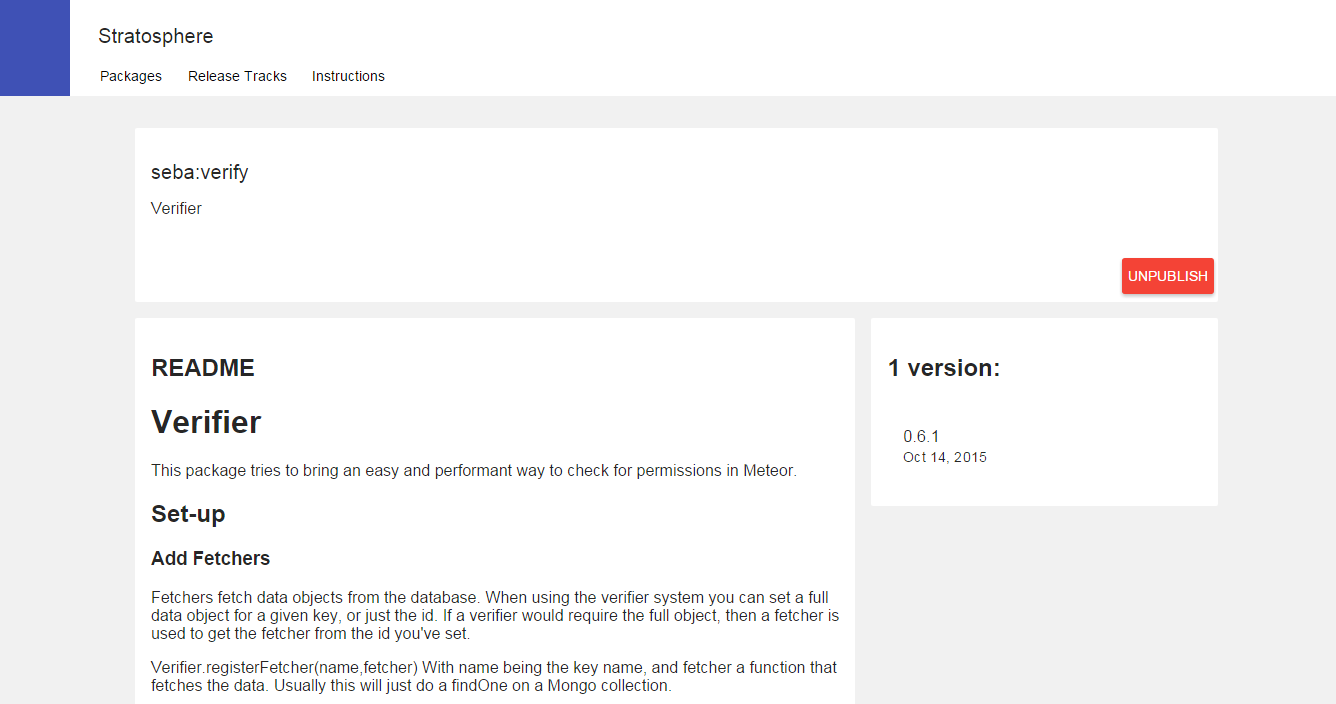 Stratosphere
Packages Release Tracks Instructions
seba:verify
Verifier
UNPUBLISH
README
Verifier
This package tries to bring an easy and performant way to check for permissions in Meteor.
Set-up
Add Fetchers
Fetchers fetch data objects from the database. When using the verifier system you can set a full
data object for a given key, or just the id. If a verifier would require the full object, then a fetcher is
used to get the fetcher from the id you've set.
Verifier.registerFetcher(name,fetcher) With name being the key name, and fetcher a function that
fetches the data. Usually this will just do a findOne on a Mongo collection.
1 version:
0.6.1
Oct 14, 2015